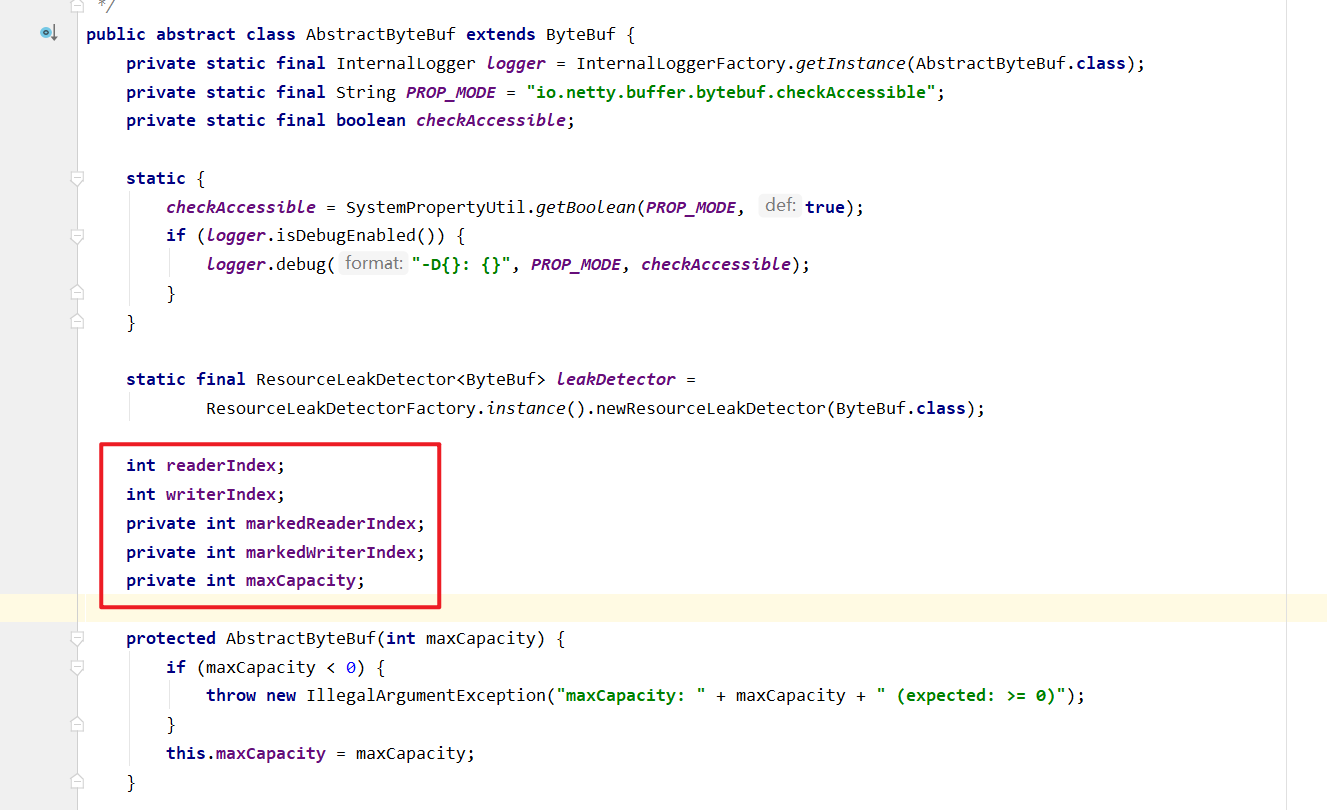 */
public abstract class AbstractByteBuf extends ByteBuf {
    private static final InternalLogger logger = InternalLoggerFactory.getInstance(AbstractByteBuf.class);
    private static final String PROP_MODE = "io.netty.buffer.bytebuf.checkAccessible";
    private static final boolean checkAccessible;
    static {
        checkAccessible = SystemPropertyUtil.getBoolean(PROP_MODE, def: true);
        if (logger.isDebugEnabled()) {
            logger.debug( format: "-D{}: {}", PROP_MODE, checkAccessible);
        }
    }
    static final ResourceLeakDetector<ByteBuf> leakDetector =
            ResourceLeakDetectorFactory.instance().newResourceLeakDetector(ByteBuf.class);
    int readerIndex;
    int writerIndex;
    private int markedReaderIndex;
    private int markedWriterIndex;
    private int maxCapacity;
    protected AbstractByteBuf(int maxCapacity) {
        if (maxCapacity < 0) {
            throw new IllegalArgumentException("maxCapacity: " + maxCapacity + " (expected: >= 0)");
        }
        this.maxCapacity = maxCapacity;
    }